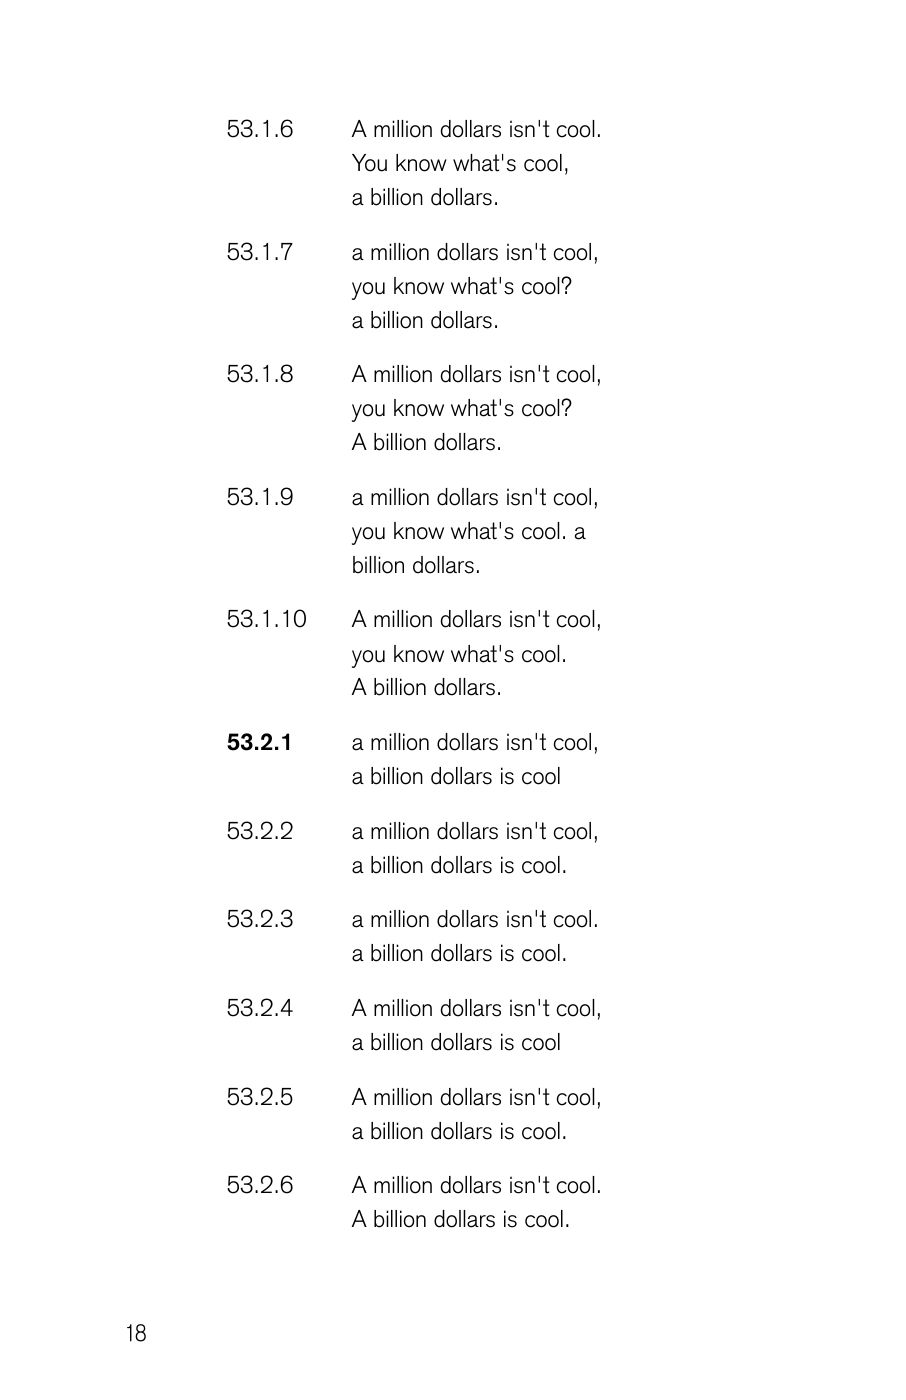 53.1.6 A million dollars isn't cool.
You know what's cool,
a billion dollars.
53.1.7 a million dollars isn't cool,
you know what's cool?
a billion dollars.
53.1.8 A million dollars isn't cool,
you know what's cool?
A billion dollars.
53.1.9 a million dollars isn't cool,
you know what's cool. a
billion dollars.
53.1.10 A million dollars isn't cool,
you know what's cool.
A billion dollars.
53.2.1 a million dollars isn't cool,
a billion dollars is cool
53.2.2 a million dollars isn't cool,
a billion dollars is cool.
53.2.3 a million dollars isn't cool.
a billion dollars is cool.
53.2.4 A million dollars isn't cool,
a billion dollars is cool
53.2.5 A million dollars isn't cool,
a billion dollars is cool.
53.2.6 A million dollars isn't cool.
A billion dollars is cool.
18